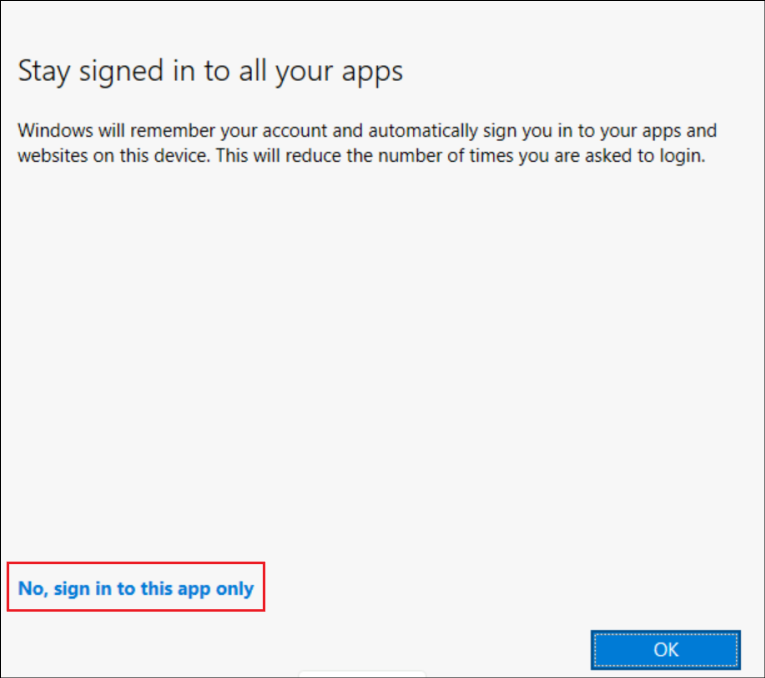 Stay signed in to all your apps
Windows will remember your account and automatically sign you in to your apps and
websites on this device. This will reduce the number of times you are asked to login.
No, sign in to this app only
OK